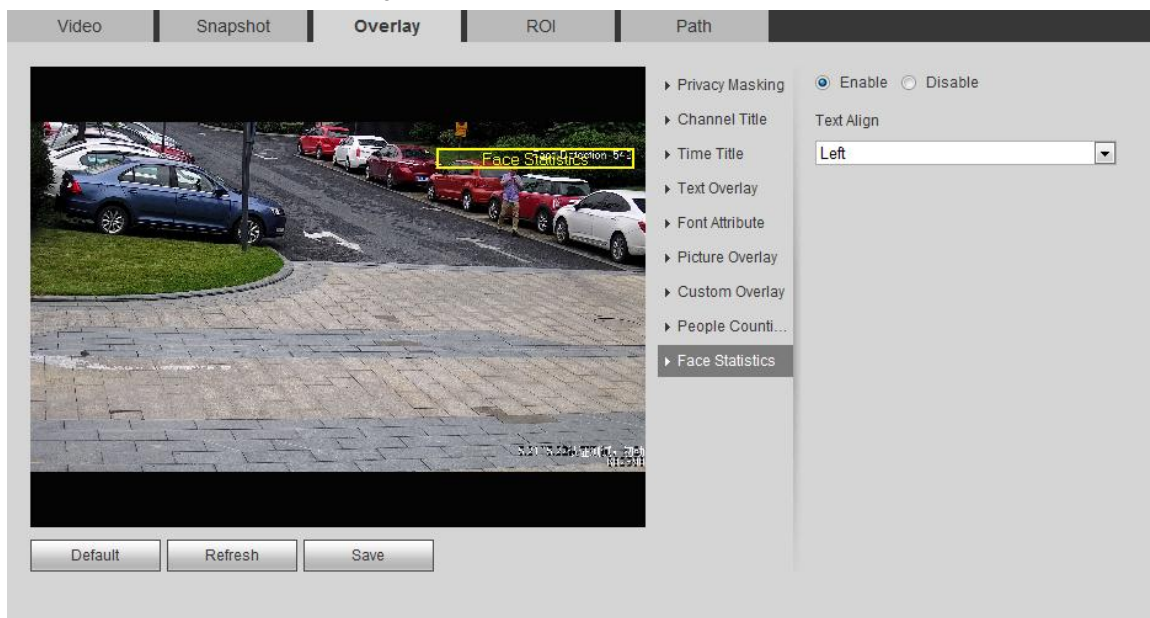 Video
Snapshot
Overlay
ROI
Path
Face Statistics
Privacy Masking
Channel Title
Time Title
Text Overlay
Font Attribute
Picture Overlay
Custom Overlay
People Counti...
Face Statistics
Enable
Disable
Text Align
Left
Default
Refresh
Save